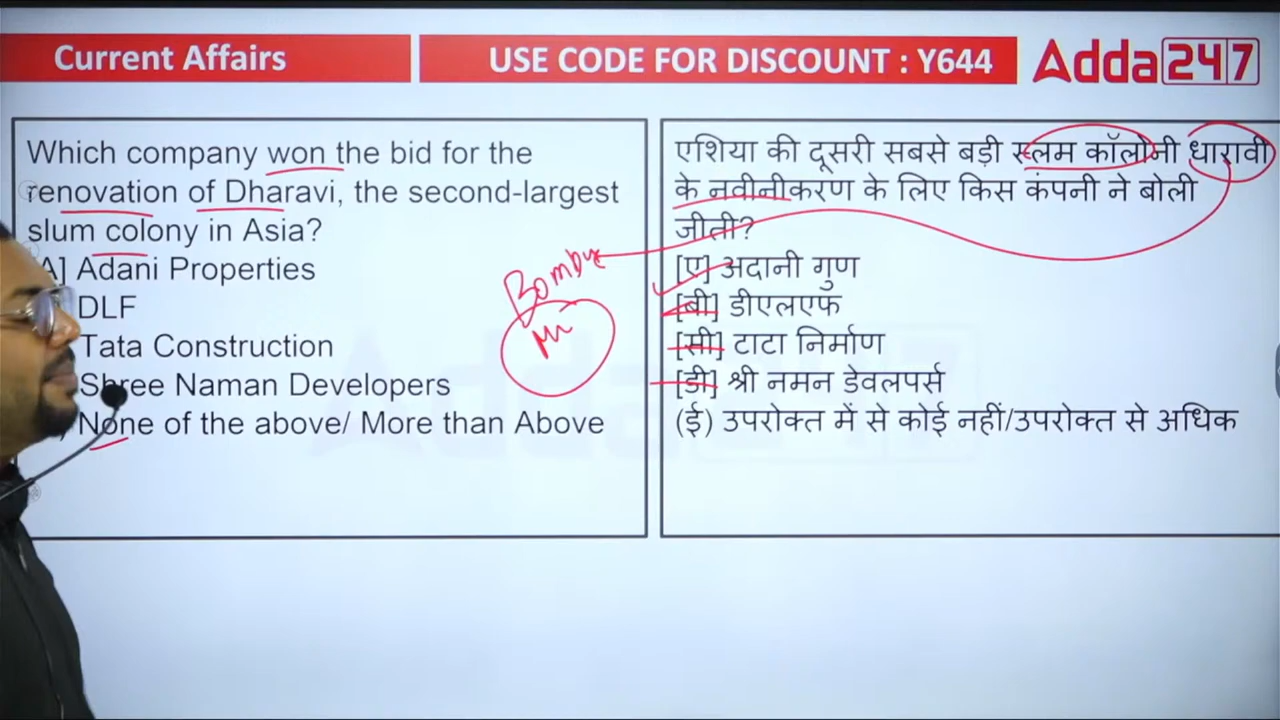 Current Affairs
USE CODE FOR DISCOUNT : Y644
Adda247
Which company won the bid for the
renovation of Dharavi, the second-largest
slum colony in Asia?
A] Adani Properties
DLF
Tata Construction
Shree Naman Developers
None of the above/ More than Above
एशिया की दूसरी सबसे बड़ी स्लम कॉलोनी धारावी
के नवीनीकरण के लिए किस कंपनी ने बोली
जीती?
[ए] अदानी गुण
[बी] डीएलएफ
[सी] टाटा निर्माण
[डी] श्री नमन डेवलपर्स
(ई) उपरोक्त में से कोई नहीं/उपरोक्त से अधिक